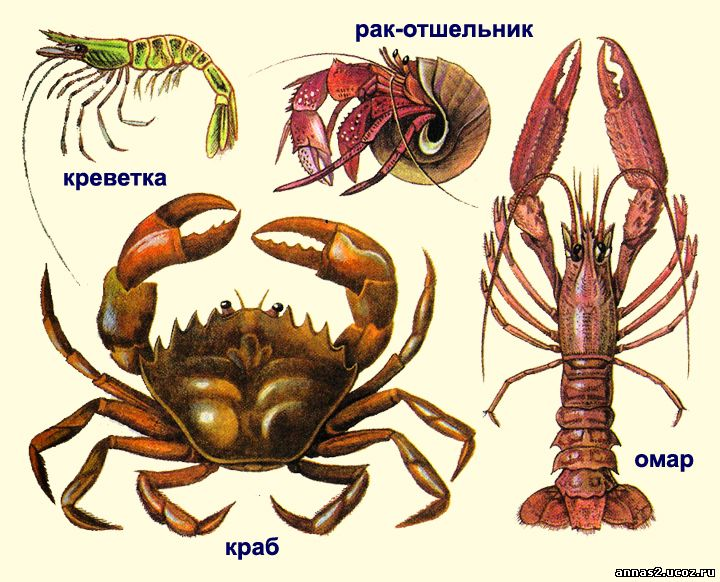 рак-отшельник
креветка
омар
краб
annas2.ucoz.ru